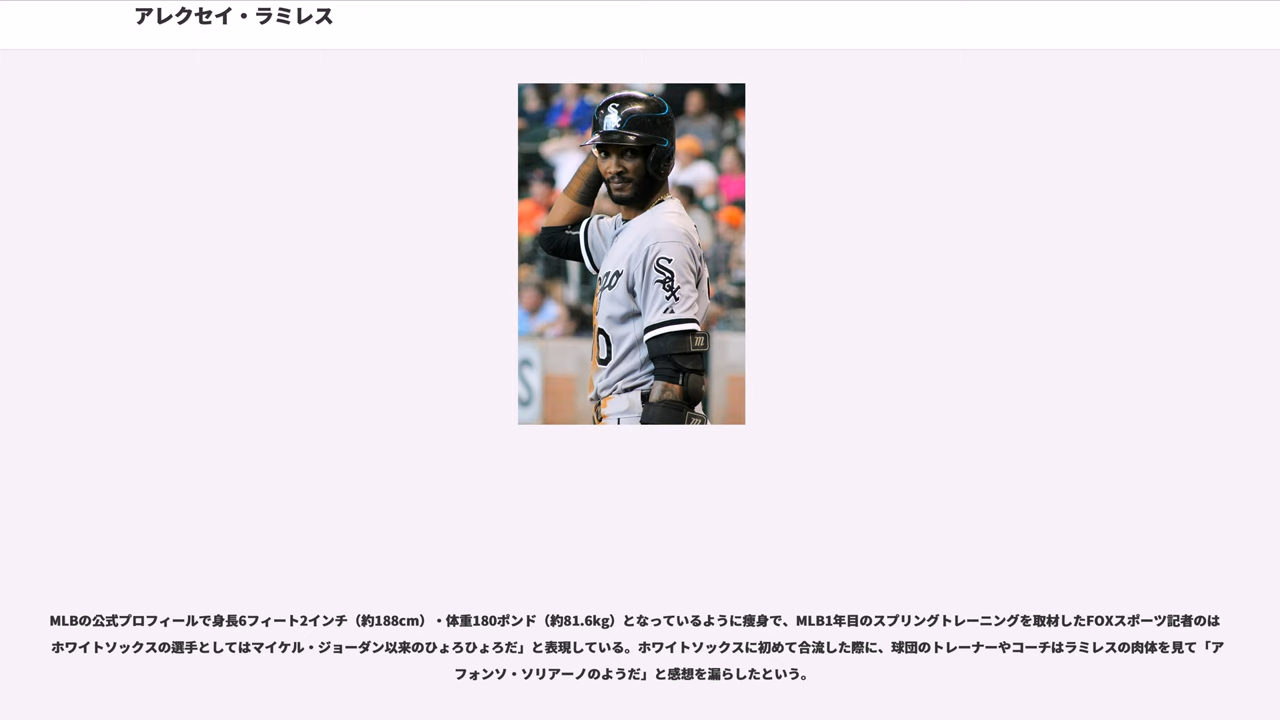 アレクセイ・ラミレス
Sox
go
Sox
0
m
S
m
MLBの公式プロフィールで身長6フィート2インチ（約188cm）・体重180ポンド（約81.6kg）となっているように痩身で、MLB1年目のスプリングトレーニングを取材したFOXスポーツ記者のは
ホワイトソックスの選手としてはマイケル・ジョーダン以来のひょろひょろだ」と表現している。ホワイトソックスに初めて合流した際に、球団のトレーナーやコーチはラミレスの肉体を見て「ア
フォンソ・ソリアーノのようだ」と感想を漏らしたという。